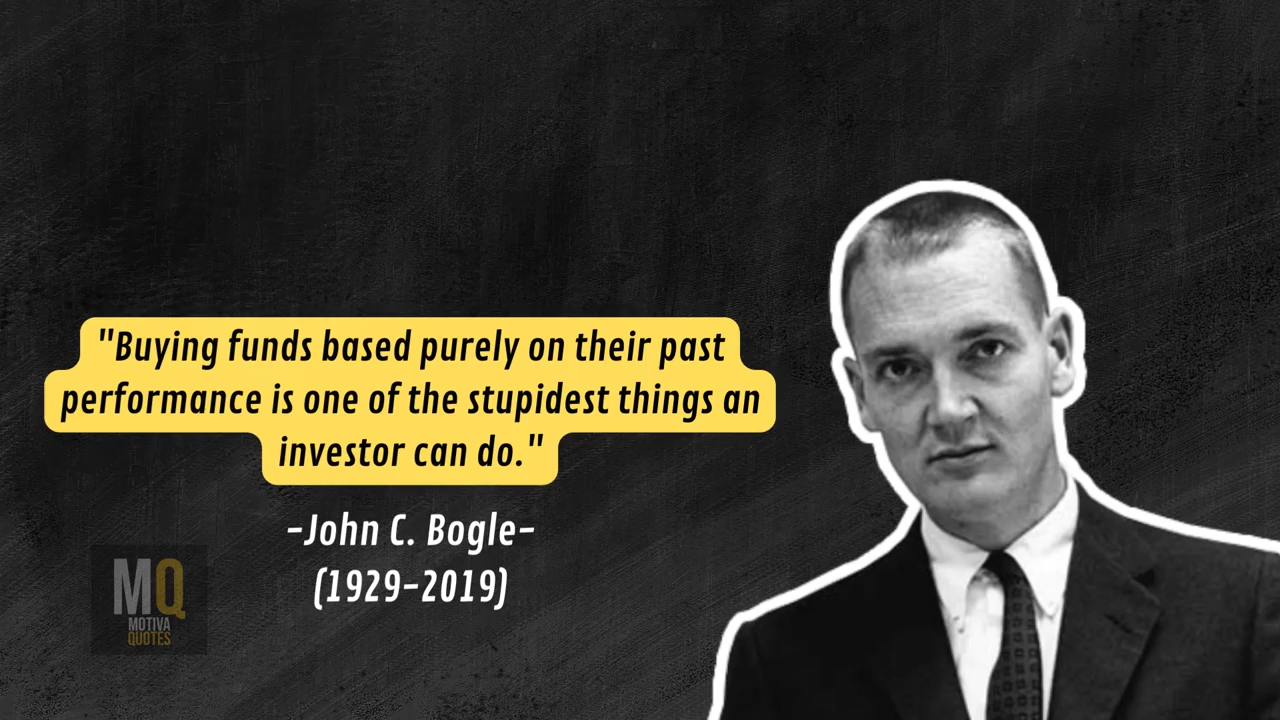 "Buying funds based purely on their past
performance is one of the stupidest things an
investor can do."
-John C. Bogle-
(1929-2019)
MQ
MOTIVA
QUOTES